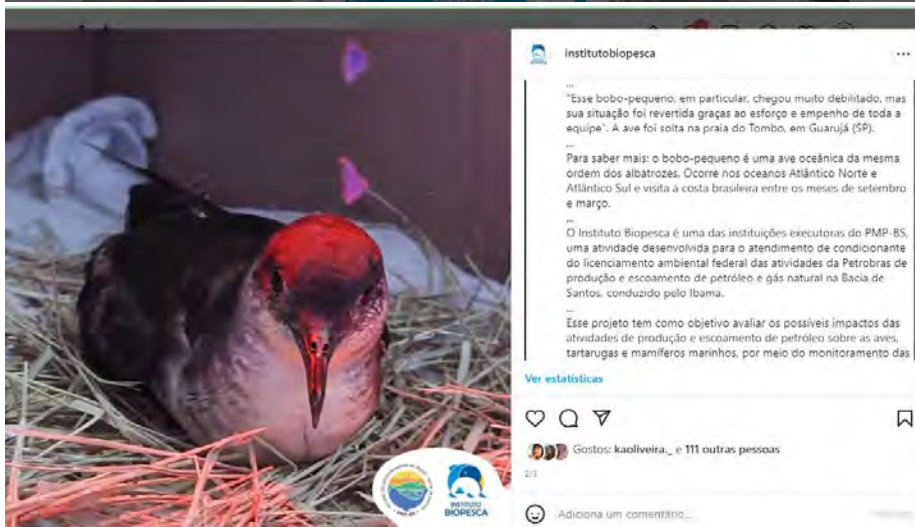 institutobiopesca
...
...
"Esse bobo-pequeno, em particular, chegou muito debilitado, mas
sua situação foi revertida graças ao esforço e empenho de toda a
equipe". A ave foi solta na praia do Tombo, em Guarujá (SP).
...
Para saber mais: o bobo-pequeno é uma ave oceânica da mesma
ordem dos albatrozes. Ocorre nos oceanos Atlântico Norte e
Atlântico Sul e visita a costa brasileira entre os meses de setembro
e março.
...
O Instituto Biopesca é uma das instituições executoras do PMP-BS,
uma atividade desenvolvida para o atendimento de condicionante
do licenciamento ambiental federal das atividades da Petrobras de
produção e escoamento de petróleo e gás natural na Bacia de
Santos, conduzido pelo Ibama.
...
Esse projeto tem como objetivo avaliar os possíveis impactos das
atividades de produção e escoamento de petróleo sobre as aves,
tartarugas e mamíferos marinhos, por meio do monitoramento das
Ver estatísticas
Gostos: kaoliveira._ e 111 outras pessoas
2/3
Adiciona um comentário...
INSTITUTO
BIOPESCA